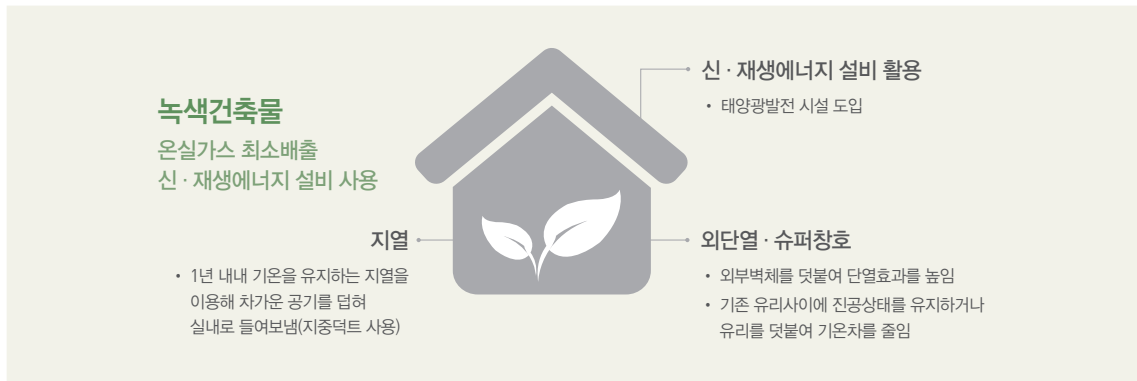 녹색건축물
온실가스 최소배출
신 · 재생에너지 설비 사용
신 · 재생에너지 설비 활용
• 태양광발전 시설 도입
지열
• 1년 내내 기온을 유지하는 지열을
이용해 차가운 공기를 덥혀
실내로 들여보냄(지중덕트 사용)
외단열 · 슈퍼창호
• 외부벽체를 덧붙여 단열효과를 높임
• 기존 유리사이에 진공상태를 유지하거나
유리를 덧붙여 기온차를 줄임